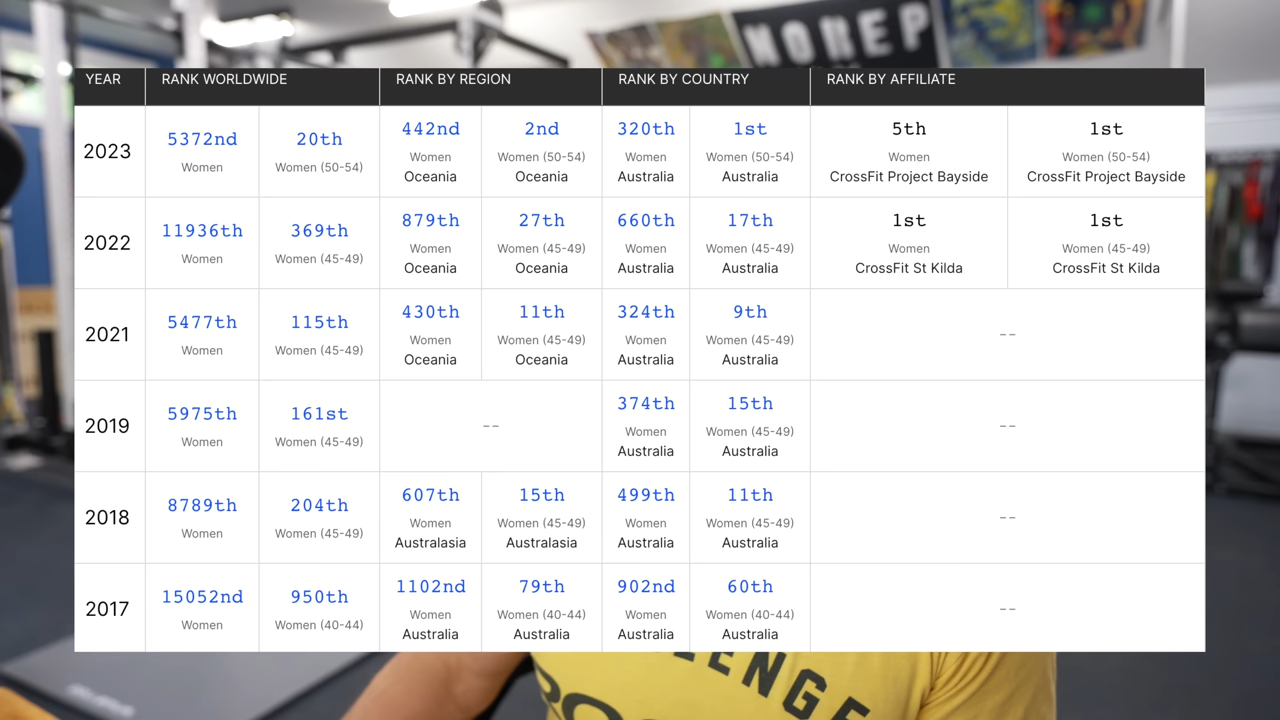 NOREP
YEAR RANK WORLDWIDE RANK BY REGION RANK BY COUNTRY RANK BY AFFILIATE
2023
5372nd
Women
20th
Women (50-54)
442nd
Women
Oceania
2nd
Women (50-54)
Oceania
320th
Women
Australia
1st
Women (50-54)
Australia
5th
Women
CrossFit Project Bayside
1st
Women (50-54)
CrossFit Project Bayside
2022
11936th
Women
369th
Women (45-49)
879th
Women
Oceania
27th
Women (45-49)
Oceania
660th
Women
Australia
17th
Women (45-49)
Australia
1st
Women
CrossFit St Kilda
1st
Women (45-49)
CrossFit St Kilda
2021
5477th
Women
115th
Women (45-49)
430th
Women
Oceania
11th
Women (45-49)
Oceania
324th
Women
Australia
9th
Women (45-49)
Australia
--
2019
5975th
Women
161st
Women (45-49)
--
374th
Women
Australia
15th
Women (45-49)
Australia
--
2018
8789th
Women
204th
Women (45-49)
607th
Women
Australasia
15th
Women (45-49)
Australasia
499th
Women
Australia
11th
Women (45-49)
Australia
--
2017
15052nd
Women
950th
Women (40-44)
1102nd
Women
Australia
79th
Women (40-44)
Australia
902nd
Women
Australia
60th
Women (40-44)
Australia
--